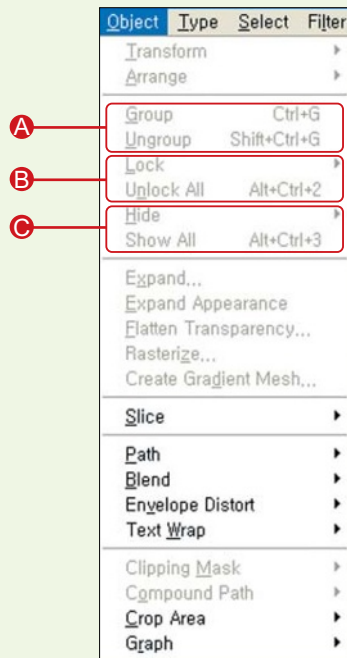 Object Type Select Filter
Transform
Arrange
A
Group Ctrl+G
Ungroup Shift+Ctrl+G
B
Lock
Unlock All Alt+Ctrl+2
C
Hide
Show All Alt+Ctrl+3
Expand...
Expand Appearance
Flatten Transparency...
Rasterize...
Create Gradient Mesh...
Slice
Path
Blend
Envelope Distort
Text Wrap
Clipping Mask
Compound Path
Crop Area
Graph